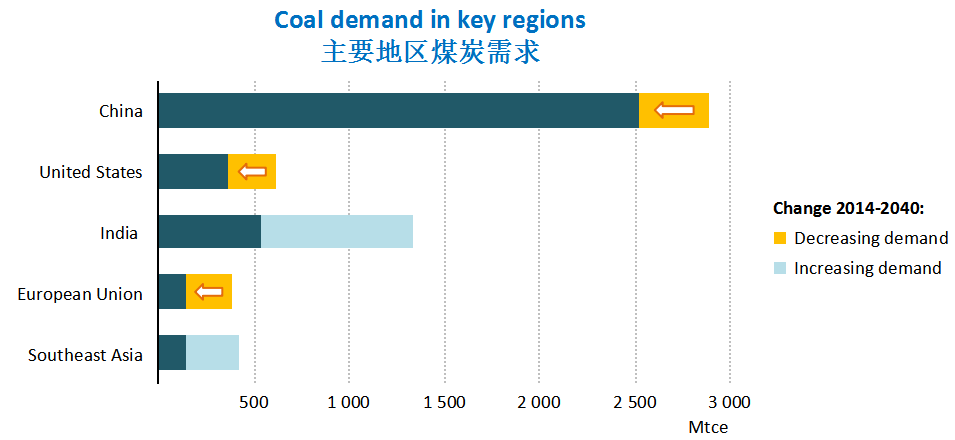 Coal demand in key regions
主要地区煤炭需求
China
United States
India
European Union
Southeast Asia
500 1 000 1 500 2 000 2 500 3 000
Mtce
Change 2014-2040:
Decreasing demand
Increasing demand